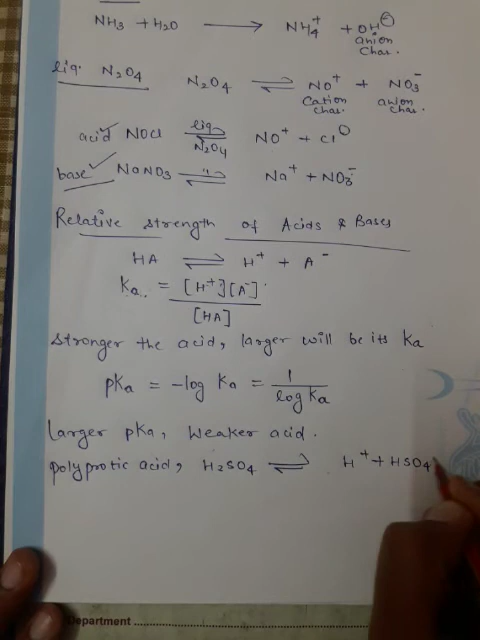 NH₃ + H₂O ⟶ NH₄⁺ + OH⊖
anion
Char.
liq. N₂O₄ N₂O₄ ⇌ NO⁺ + NO₃⁻
Cation anion
char. char.
acid ✓ NOCl ⇌ liq N₂O₄ NO⁺ + Cl⊖
base ✓ NaNO₃ ⇌ " Na⁺ + NO₃⁻
Relative strength of Acids & Bases
HA ⇌ H⁺ + A⁻
Ka = [H⁺][A⁻]
[HA]
Stronger the acid, larger will be its Ka
pKa = -log Ka = 1
log Ka
Larger pKa, Weaker acid.
polyprotic acid, H₂SO₄ ⇌ H⁺ + HSO₄
Department